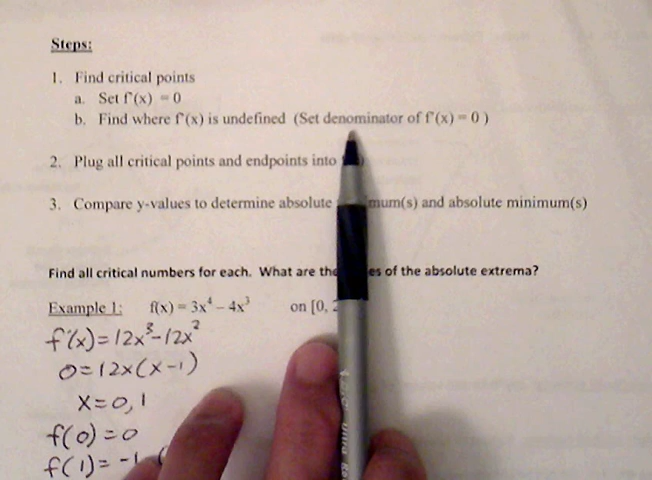 Steps:
1. Find critical points
a. Set f'(x) = 0
b. Find where f'(x) is undefined (Set denominator of f'(x) = 0 )
2. Plug all critical points and endpoints into
3. Compare y-values to determine absolute mum(s) and absolute minimum(s)
Find all critical numbers for each. What are the es of the absolute extrema?
Example 1: f(x) = 3x⁴ – 4x³ on [0,
f'(x)=12x³-12x²
0=12x(x-1)
x=0,1
f(0)=0
f(1)=-1